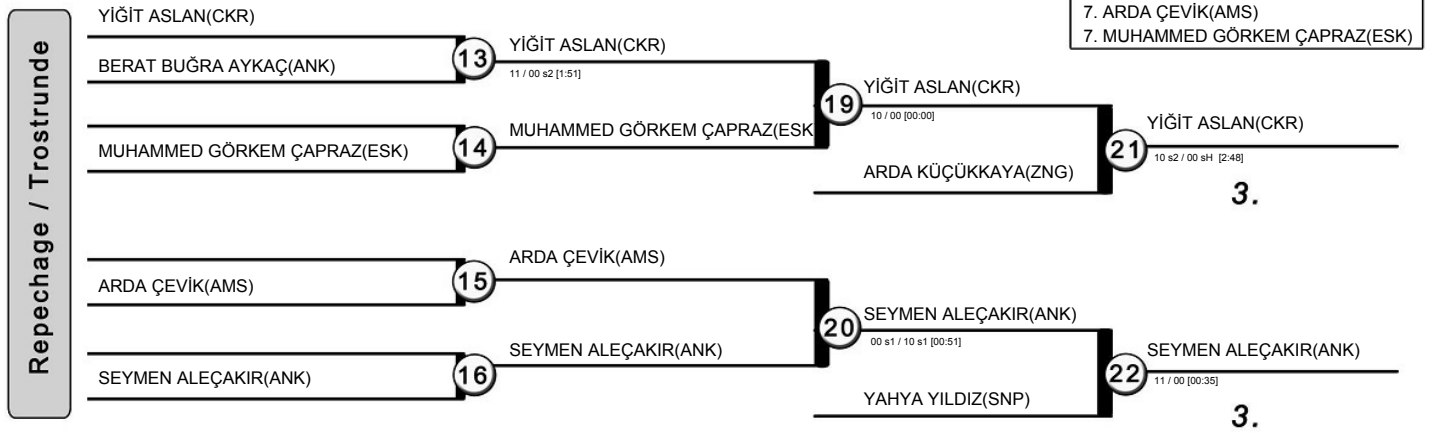 7. ARDA ÇEVİK(AMS)
7. MUHAMMED GÖRKEM ÇAPRAZ(ESK)
Repechage / Trostrunde
YİĞİT ASLAN(CKR)
BERAT BUĞRA AYKAÇ(ANK)
13
YİĞİT ASLAN(CKR)
11 / 00 s2 [1:51]
MUHAMMED GÖRKEM ÇAPRAZ(ESK)
14
MUHAMMED GÖRKEM ÇAPRAZ(ESK
19
YİĞİT ASLAN(CKR)
10 / 00 [00:00]
ARDA KÜÇÜKKAYA(ZNG)
21
YİĞİT ASLAN(CKR)
10 s2 / 00 sH [2:48]
3.
ARDA ÇEVİK(AMS)
15
ARDA ÇEVİK(AMS)
SEYMEN ALEÇAKIR(ANK)
16
SEYMEN ALEÇAKIR(ANK)
20
SEYMEN ALEÇAKIR(ANK)
00 s1 / 10 s1 [00:51]
YAHYA YILDIZ(SNP)
22
SEYMEN ALEÇAKIR(ANK)
11 / 00 [00:35]
3.